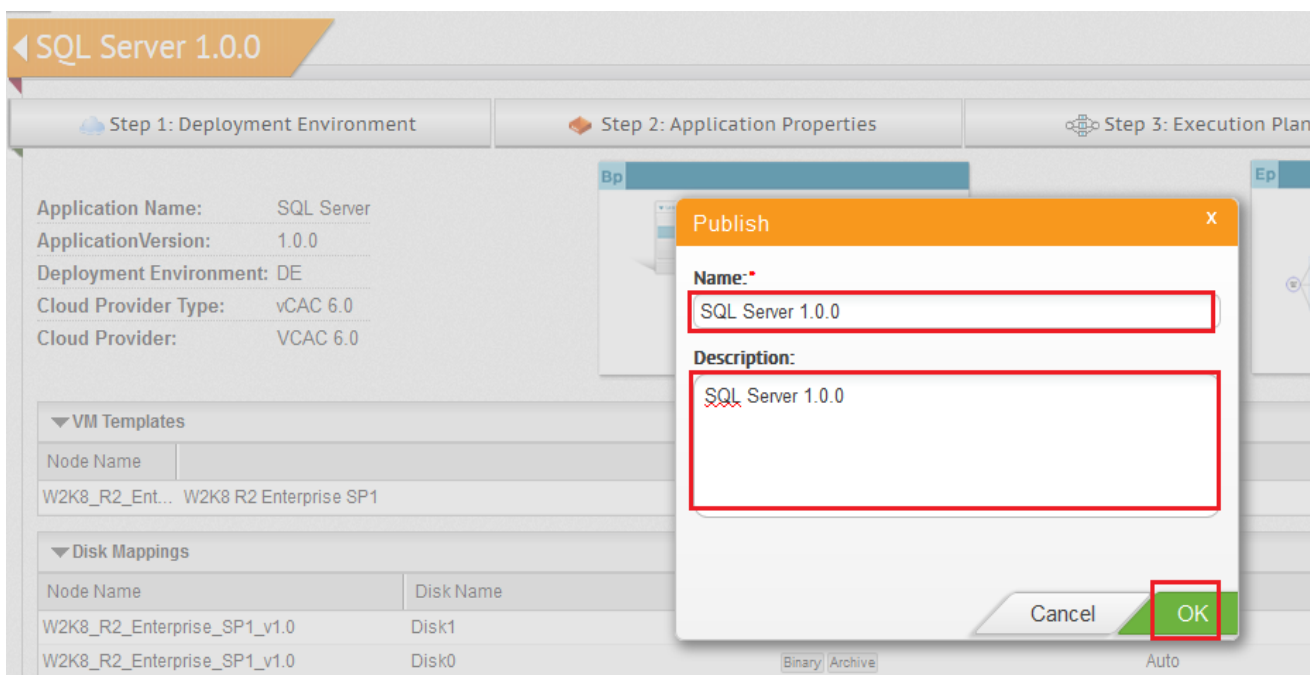 SQL Server 1.0.0
Step 1: Deployment Environment
Step 2: Application Properties
Step 3: Execution Plan
Application Name: SQL Server
ApplicationVersion: 1.0.0
Deployment Environment: DE
Cloud Provider Type: vCAC 6.0
Cloud Provider: VCAC 6.0
Bp
Ep
Publish
x
Name:*
SQL Server 1.0.0
Description:
SQL Server 1.0.0
Cancel
OK
VM Templates
Node Name
W2K8_R2_Ent... W2K8 R2 Enterprise SP1
Disk Mappings
Node Name Disk Name
W2K8_R2_Enterprise_SP1_v1.0 Disk1
W2K8_R2_Enterprise_SP1_v1.0 Disk0 Binary Archive Auto